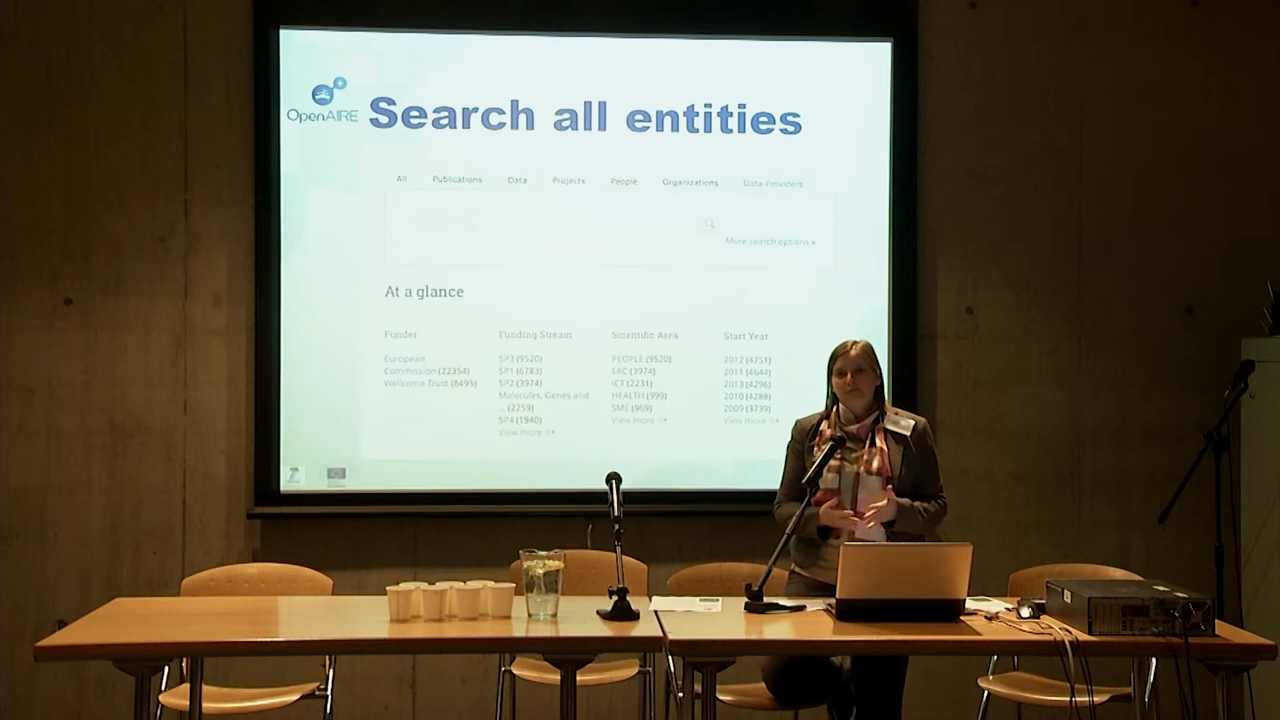 OpenAIRE
Search all entities
All Publications Data Projects People Organizations Data Providers
More search options »
At a glance
Funder Funding Stream Scientific Area Start Year
European SP3 (9520) PEOPLE (9520) 2012 (4751)
Commission (22354) SP1 (6783) ERC (3974) 2011 (4644)
Wellcome Trust (8495) SP2 (3974) ICT (2231) 2013 (4296)
Molecules, Genes and HEALTH (999) 2010 (4288)
... (2259) SME (969) 2009 (3739)
SP4 (1940) View more View more
View more